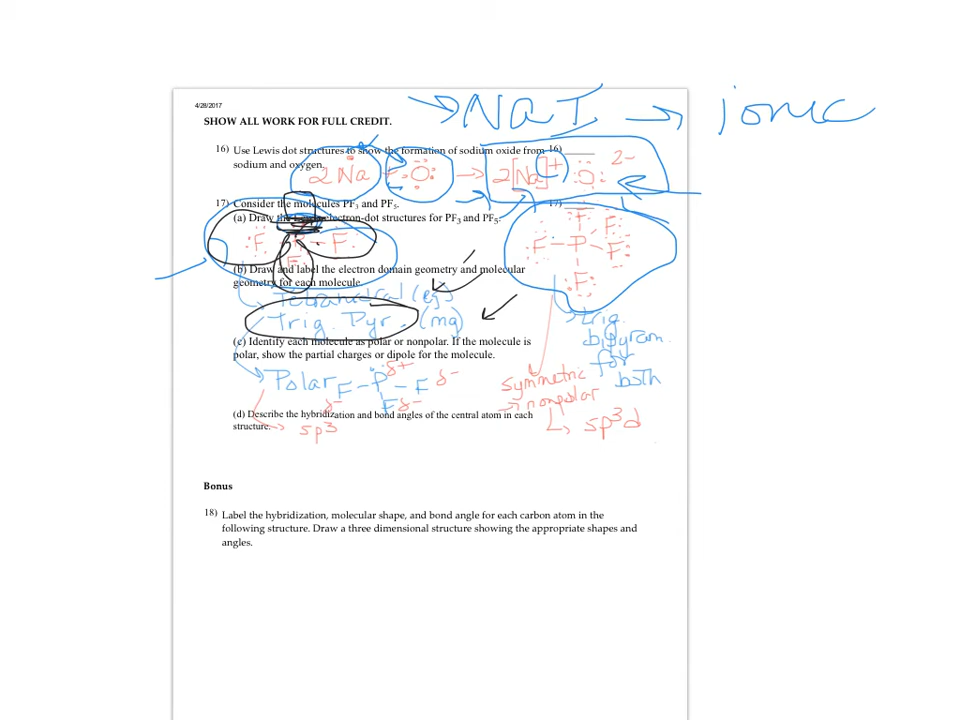 4/28/2017
→ NaI → ionic
SHOW ALL WORK FOR FULL CREDIT.
16) Use Lewis dot structures to show the formation of sodium oxide from 16)
sodium and oxygen.
2 Na + O → 2[Na]+ O 2-
17) Consider the molecules PF3 and PF5. 17)
(a) Draw the electron-dot structures for PF3 and PF5.
F P - F
F
F F
F - P - F
F
(b) Draw and label the electron domain geometry and molecular
geometry for each molecule.
Tetrahedral (eg)
Trig. Pyr. (mg)
trig.
bipyram.
for
both
(c) Identify each molecule as polar or nonpolar. If the molecule is
polar, show the partial charges or dipole for the molecule.
Polar F - P δ+ - F δ-
δ- F δ-
Symmetric
→ nonpolar
(d) Describe the hybridization and bond angles of the central atom in each
structure.
sp3
sp3d
Bonus
18) Label the hybridization, molecular shape, and bond angle for each carbon atom in the
following structure. Draw a three dimensional structure showing the appropriate shapes and
angles.